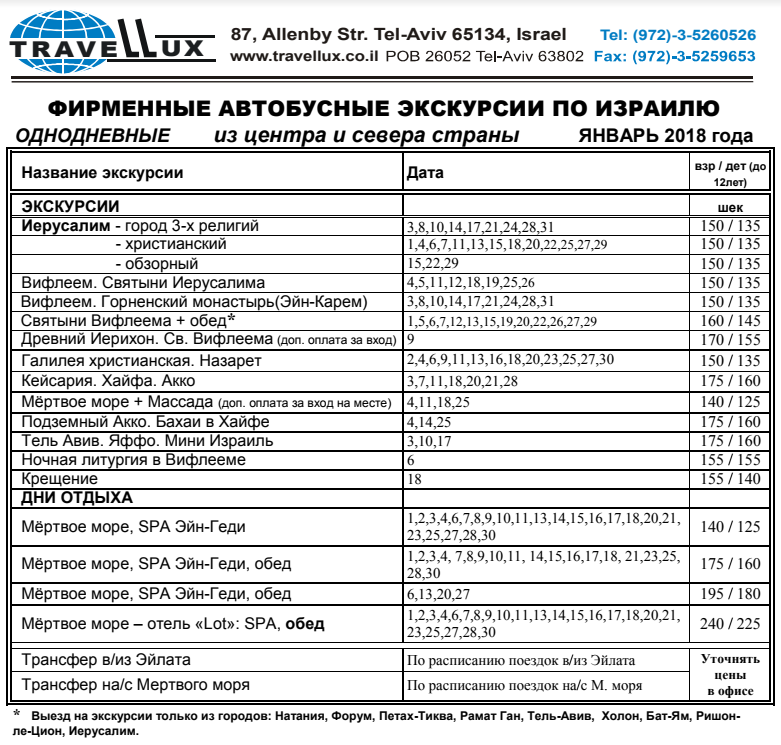 TRAVELLUX
87, Allenby Str. Tel-Aviv 65134, Israel Tel: (972)-3-5260526
www.travellux.co.il POB 26052 Tel-Aviv 63802 Fax: (972)-3-5259653
ФИРМЕННЫЕ АВТОБУСНЫЕ ЭКСКУРСИИ ПО ИЗРАИЛЮ
ОДНОДНЕВНЫЕ из центра и севера страны ЯНВАРЬ 2018 года
Название экскурсии Дата взр / дет (до
12лет)
ЭКСКУРСИИ шек
Иерусалим - город 3-х религий 3,8,10,14,17,21,24,28,31 150 / 135
- христианский 1,4,6,7,11,13,15,18,20,22,25,27,29 150 / 135
- обзорный 15,22,29 150 / 135
Вифлеем. Святыни Иерусалима 4,5,11,12,18,19,25,26 150 / 135
Вифлеем. Горненский монастырь(Эйн-Карем) 3,8,10,14,17,21,24,28,31 150 / 135
Святыни Вифлеема + обед* 1,5,6,7,12,13,15,19,20,22,26,27,29 160 / 145
Древний Иерихон. Св. Вифлеема (доп. оплата за вход) 9 170 / 155
Галилея христианская. Назарет 2,4,6,9,11,13,16,18,20,23,25,27,30 150 / 135
Кейсария. Хайфа. Акко 3,7,11,18,20,21,28 175 / 160
Мёртвое море + Массада (доп. оплата за вход на месте) 4,11,18,25 140 / 125
Подземный Акко. Бахаи в Хайфе 4,14,25 175 / 160
Тель Авив. Яффо. Мини Израиль 3,10,17 175 / 160
Ночная литургия в Вифлееме 6 155 / 155
Крещение 18 155 / 140
ДНИ ОТДЫХА
Мёртвое море, SPA Эйн-Геди 1,2,3,4,6,7,8,9,10,11,13,14,15,16,17,18,20,21,
23,25,27,28,30 140 / 125
Мёртвое море, SPA Эйн-Геди, обед 1,2,3,4, 7,8,9,10,11, 14,15,16,17,18, 21,23,25,
28,30 175 / 160
Мёртвое море, SPA Эйн-Геди, обед 6,13,20,27 195 / 180
Мёртвое море – отель «Lot»: SPA, обед 1,2,3,4,6,7,8,9,10,11,13,14,15,16,17,18,20,21,
23,25,27,28,30 240 / 225
Трансфер в/из Эйлата По расписанию поездок в/из Эйлата Уточнять
цены
Трансфер на/с Мертвого моря По расписанию поездок на/с М. моря в офисе
* Выезд на экскурсии только из городов: Натания, Форум, Петах-Тиква, Рамат Ган, Тель-Авив, Холон, Бат-Ям, Ришон-
ле-Цион, Иерусалим.